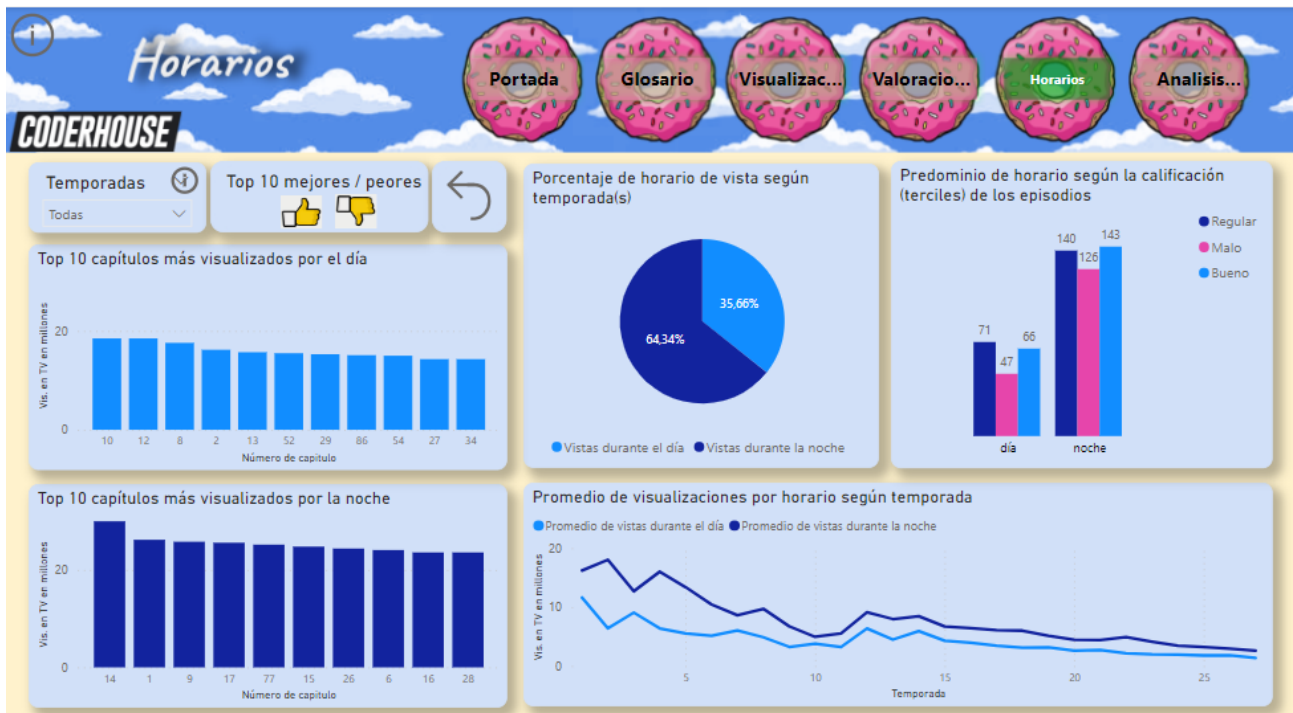 i
Horarios
CODERHOUSE
Portada
Glosario
Visualizac...
Valoracio...
Horarios
Analisis...
Temporadas
Todas
Top 10 mejores / peores
Top 10 capítulos más visualizados por el día
Vis. en TV en millones
20
0
10 12 8 2 13 52 29 86 54 27 34
Número de capitulo
Porcentaje de horario de vista según
temporada(s)
35,66%
64,34%
Vistas durante el día Vistas durante la noche
Predominio de horario según la calificación
(terciles) de los episodios
Regular
Malo
Bueno
71
47
66
140
126
143
día noche
Top 10 capítulos más visualizados por la noche
Vis. en TV en millones
20
0
14 1 9 17 77 15 26 6 16 28
Número de capitulo
Promedio de visualizaciones por horario según temporada
Promedio de vistas durante el día Promedio de vistas durante la noche
Vis. en TV en millones
20
10
0
5 10 15 20 25
Temporada